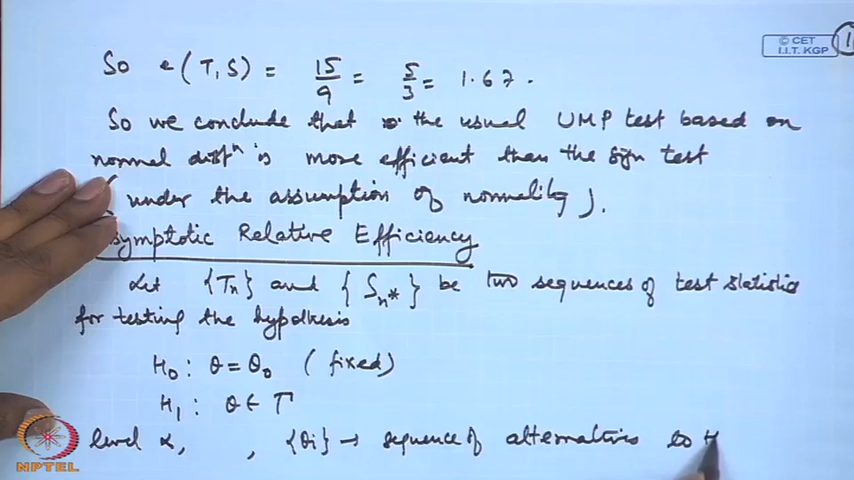 © CET
I.I.T. KGP
1
So e(T,S) = 15/9 = 5/3 = 1.67.
So we conclude that the usual UMP test based on
normal distⁿ is more efficient than the sign test
(under the assumption of normality).
symptotic Relative Efficiency
Let {Tn} and {Sn*} be two sequences of test statistics
for testing the hypothesis
H₀ : θ = θ₀ (fixed)
H₁ : θ ∈ T
level α, , {θi} → sequence of alternatives to H
NPTEL